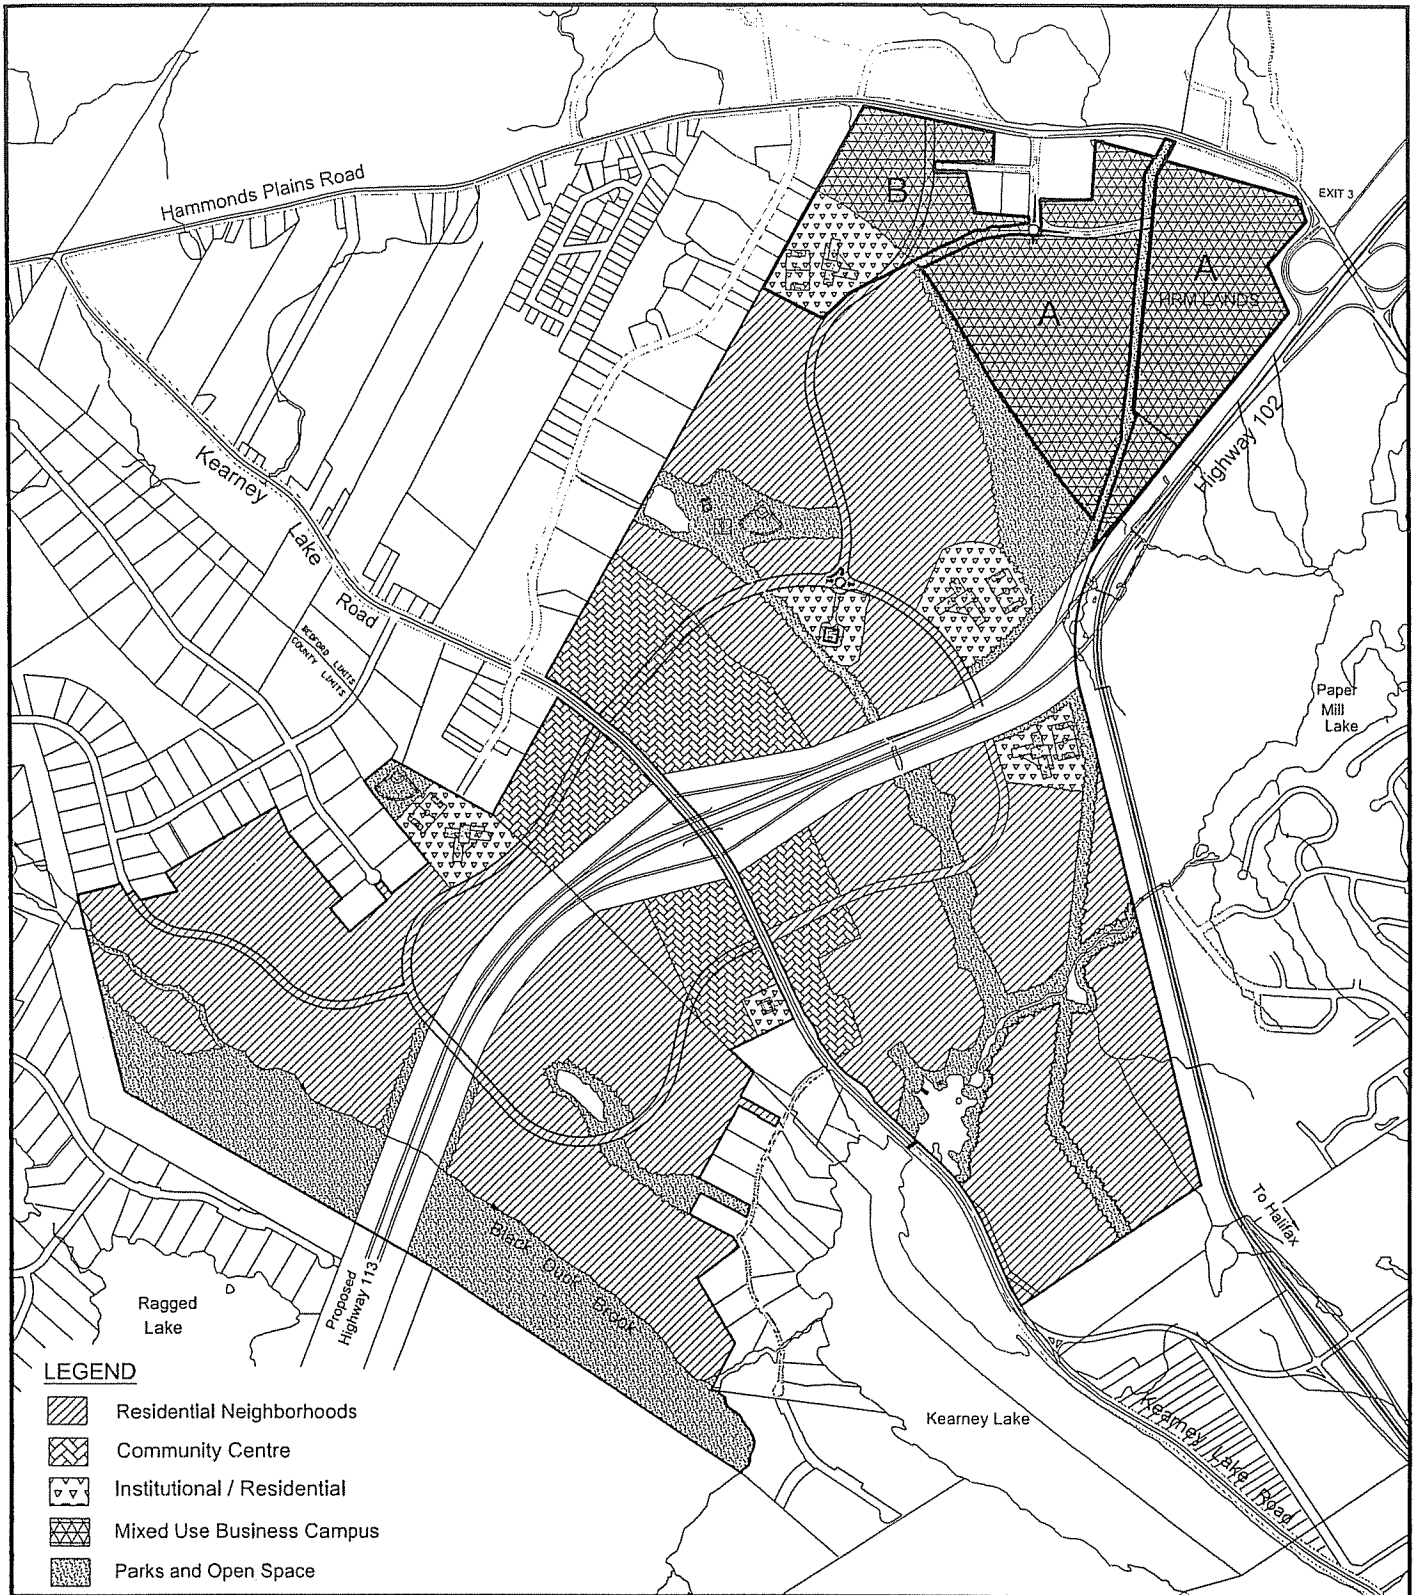 Hammonds Plains Road
EXIT 3
B
A
HRM LANDS
A
Highway 102
Kearney
Lake
Road
BEDFORD LIMITS
COUNTY LIMITS
Paper
Mill
Lake
To Halifax
Black Duck Brook
Proposed
Highway 113
Ragged
Lake
Kearney Lake
Kearney Lake Road
LEGEND
Residential Neighborhoods
Community Centre
Institutional / Residential
Mixed Use Business Campus
Parks and Open Space